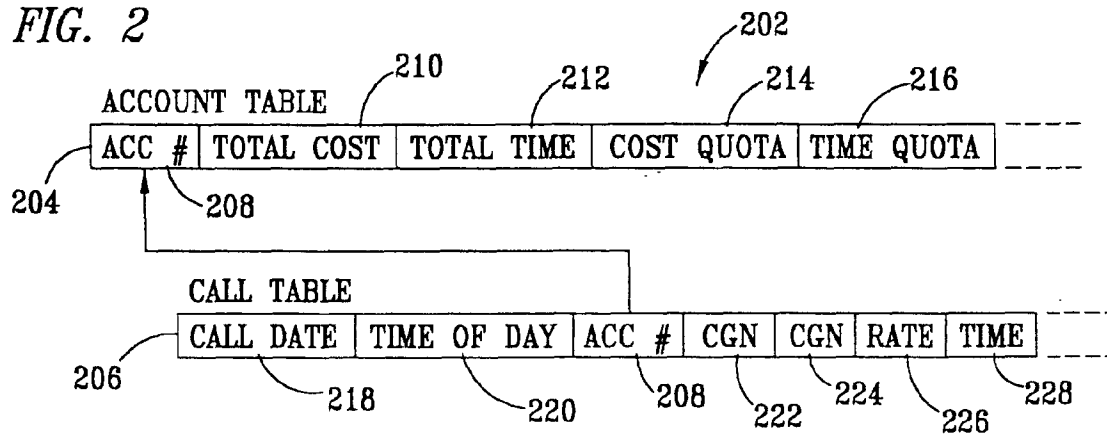 FIG. 2
202
210 212 214 216
ACCOUNT TABLE
ACC # TOTAL COST TOTAL TIME COST QUOTA TIME QUOTA
204 208
CALL TABLE
CALL DATE TIME OF DAY ACC # CGN CGN RATE TIME
206 218 220 208 222 224 226 228